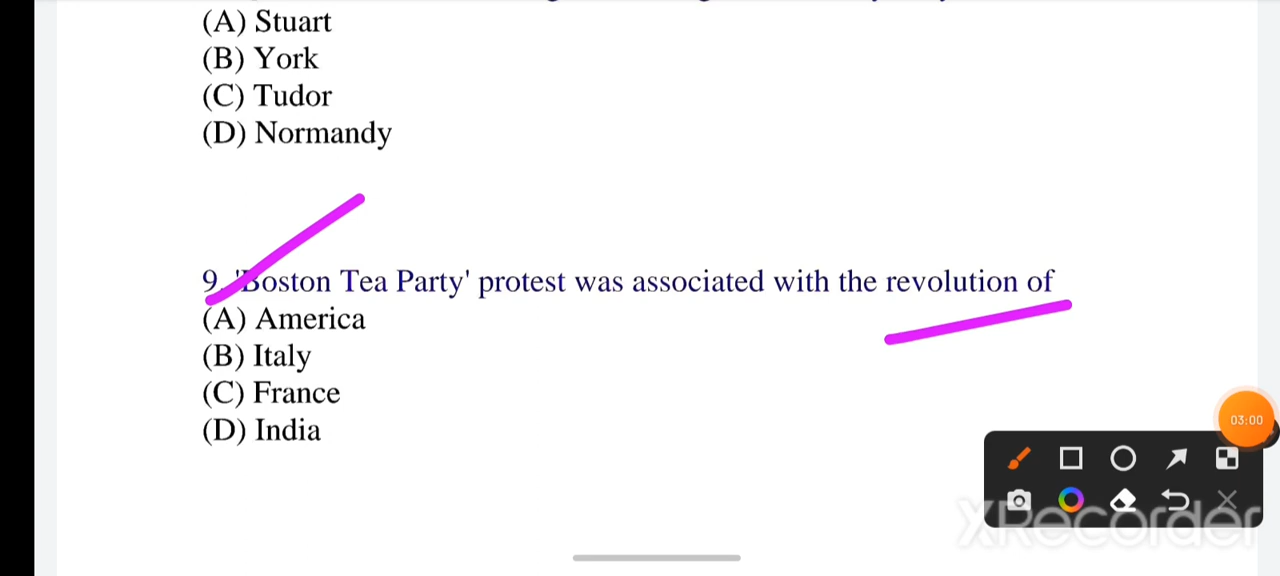 (A) Stuart
(B) York
(C) Tudor
(D) Normandy
9. 'Boston Tea Party' protest was associated with the revolution of
(A) America
(B) Italy
(C) France
(D) India
03:00
XRecorder